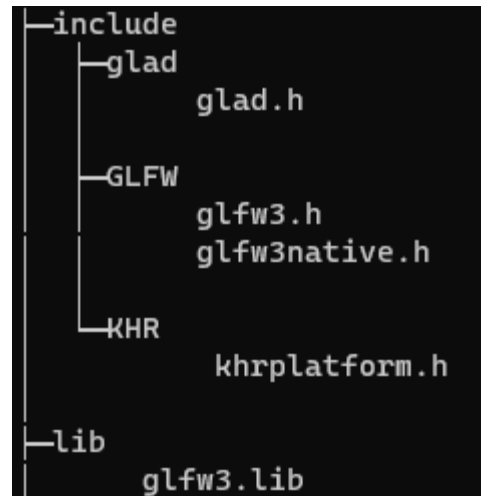 include
glad
glad.h
GLFW
glfw3.h
glfw3native.h
KHR
khrplatform.h
lib
glfw3.lib